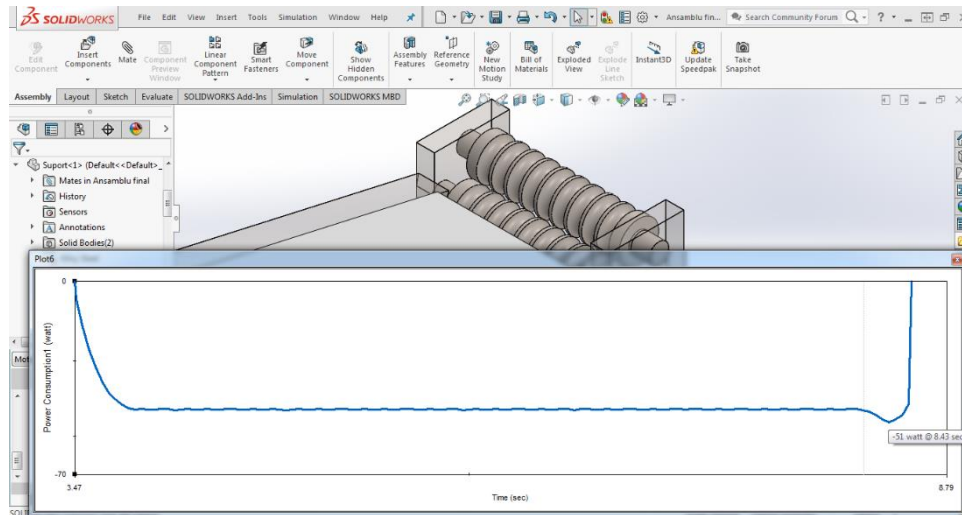 SOLIDWORKS File Edit View Insert Tools Simulation Window Help Ansamblu fin... Search Community Forum ?
Edit Component
Insert Components
Mate
Component Preview Window
Linear Component Pattern
Smart Fasteners
Move Component
Show Hidden Components
Assembly Features
Reference Geometry
New Motion Study
Bill of Materials
Exploded View
Explode Line Sketch
Instant3D
Update Speedpak
Take Snapshot
Assembly Layout Sketch Evaluate SOLIDWORKS Add-Ins Simulation SOLIDWORKS MBD
Suport<1> (Default<<Default>_
Mates in Ansamblu final
History
Sensors
Annotations
Solid Bodies(2)
Plot6
0
Power Consumption1 (watt)
-51 watt @ 8.43 sec
-70
3.47 8.79
Time (sec)